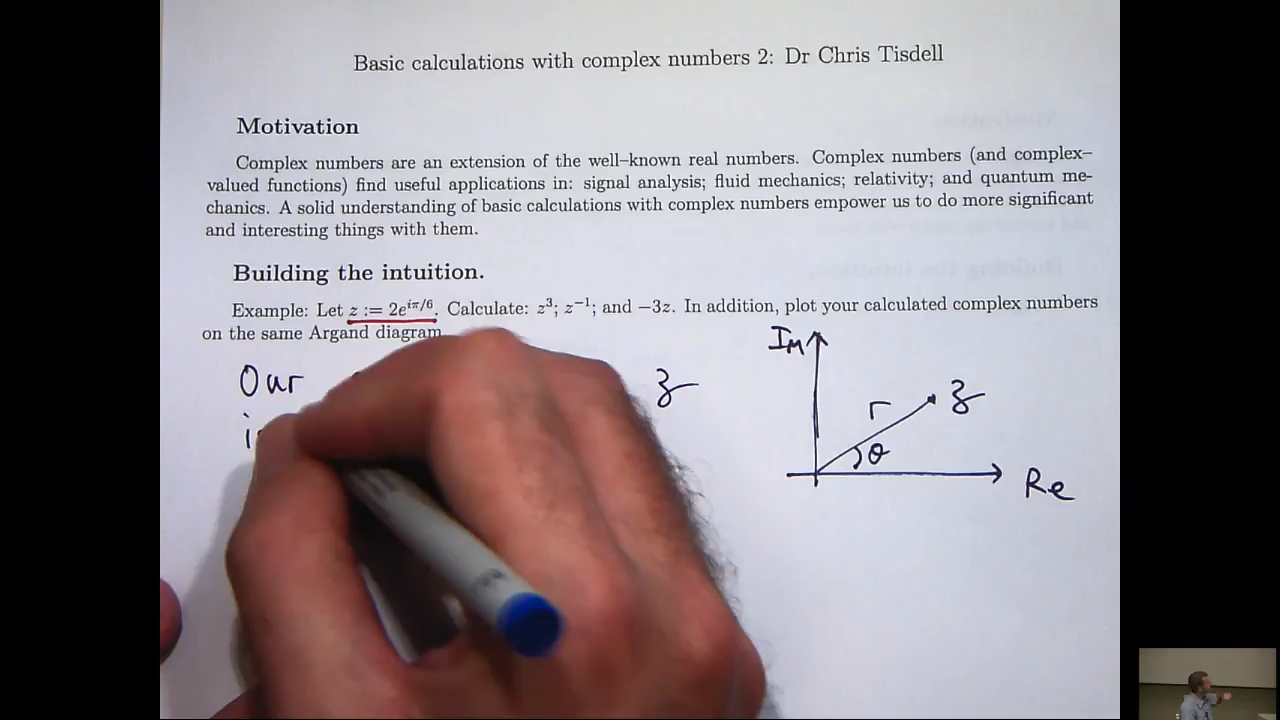 Basic calculations with complex numbers 2: Dr Chris Tisdell
Motivation
Complex numbers are an extension of the well–known real numbers. Complex numbers (and complex–
valued functions) find useful applications in: signal analysis; fluid mechanics; relativity; and quantum me-
chanics. A solid understanding of basic calculations with complex numbers empower us to do more significant
and interesting things with them.
Building the intuition.
Example: Let z := 2e^{iπ/6}. Calculate: z³; z⁻¹; and −3z. In addition, plot your calculated complex numbers
on the same Argand diagram.
Im
Our z
r z
θ
Re